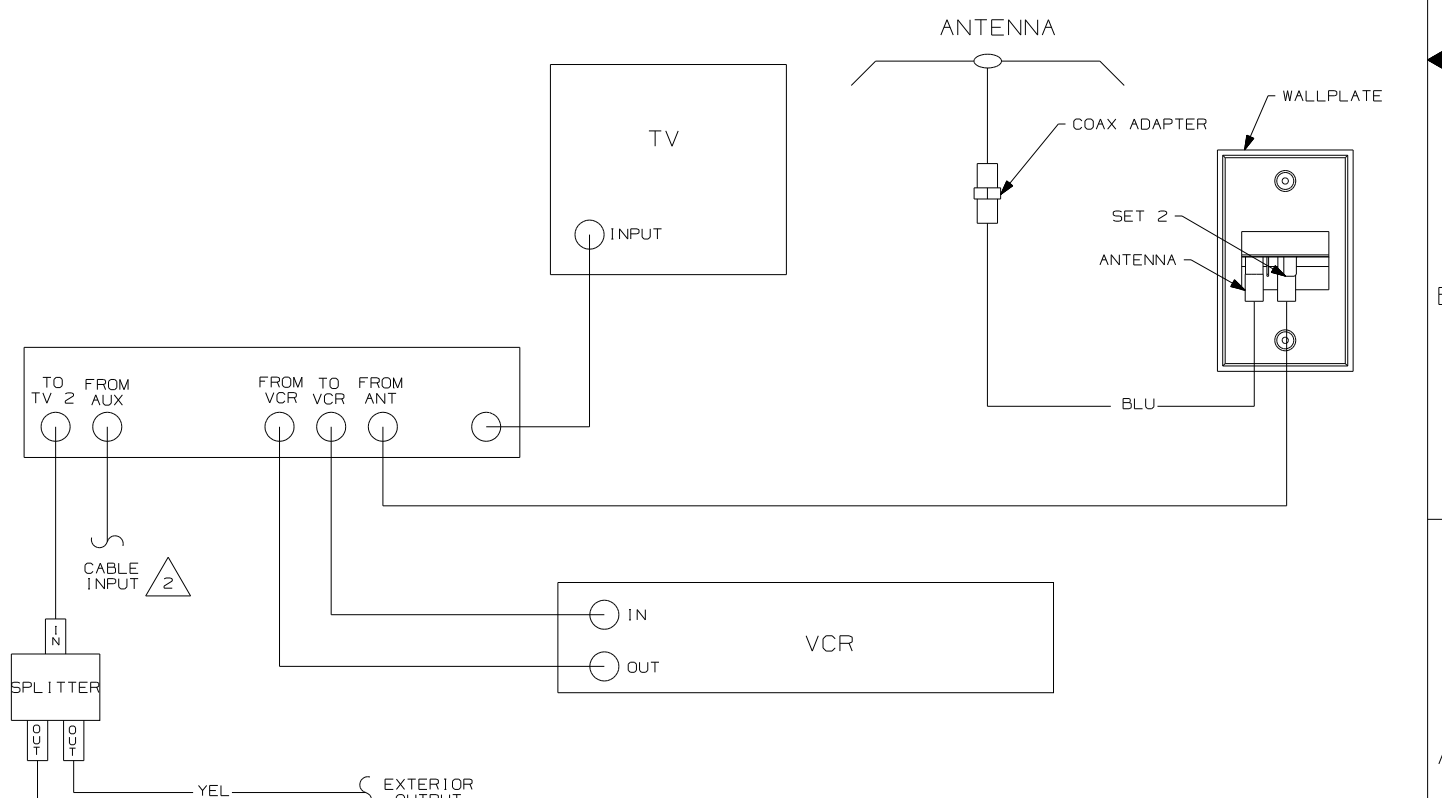 ANTENNA
WALLPLATE
COAX ADAPTER
TV
SET 2
INPUT
ANTENNA
TO
TV 2
FROM
AUX
FROM
VCR
TO
VCR
FROM
ANT
BLU
CABLE
INPUT
2
IN
VCR
OUT
IN
SPLITTER
OUT
OUT
YEL
EXTERIOR
OUTPUT